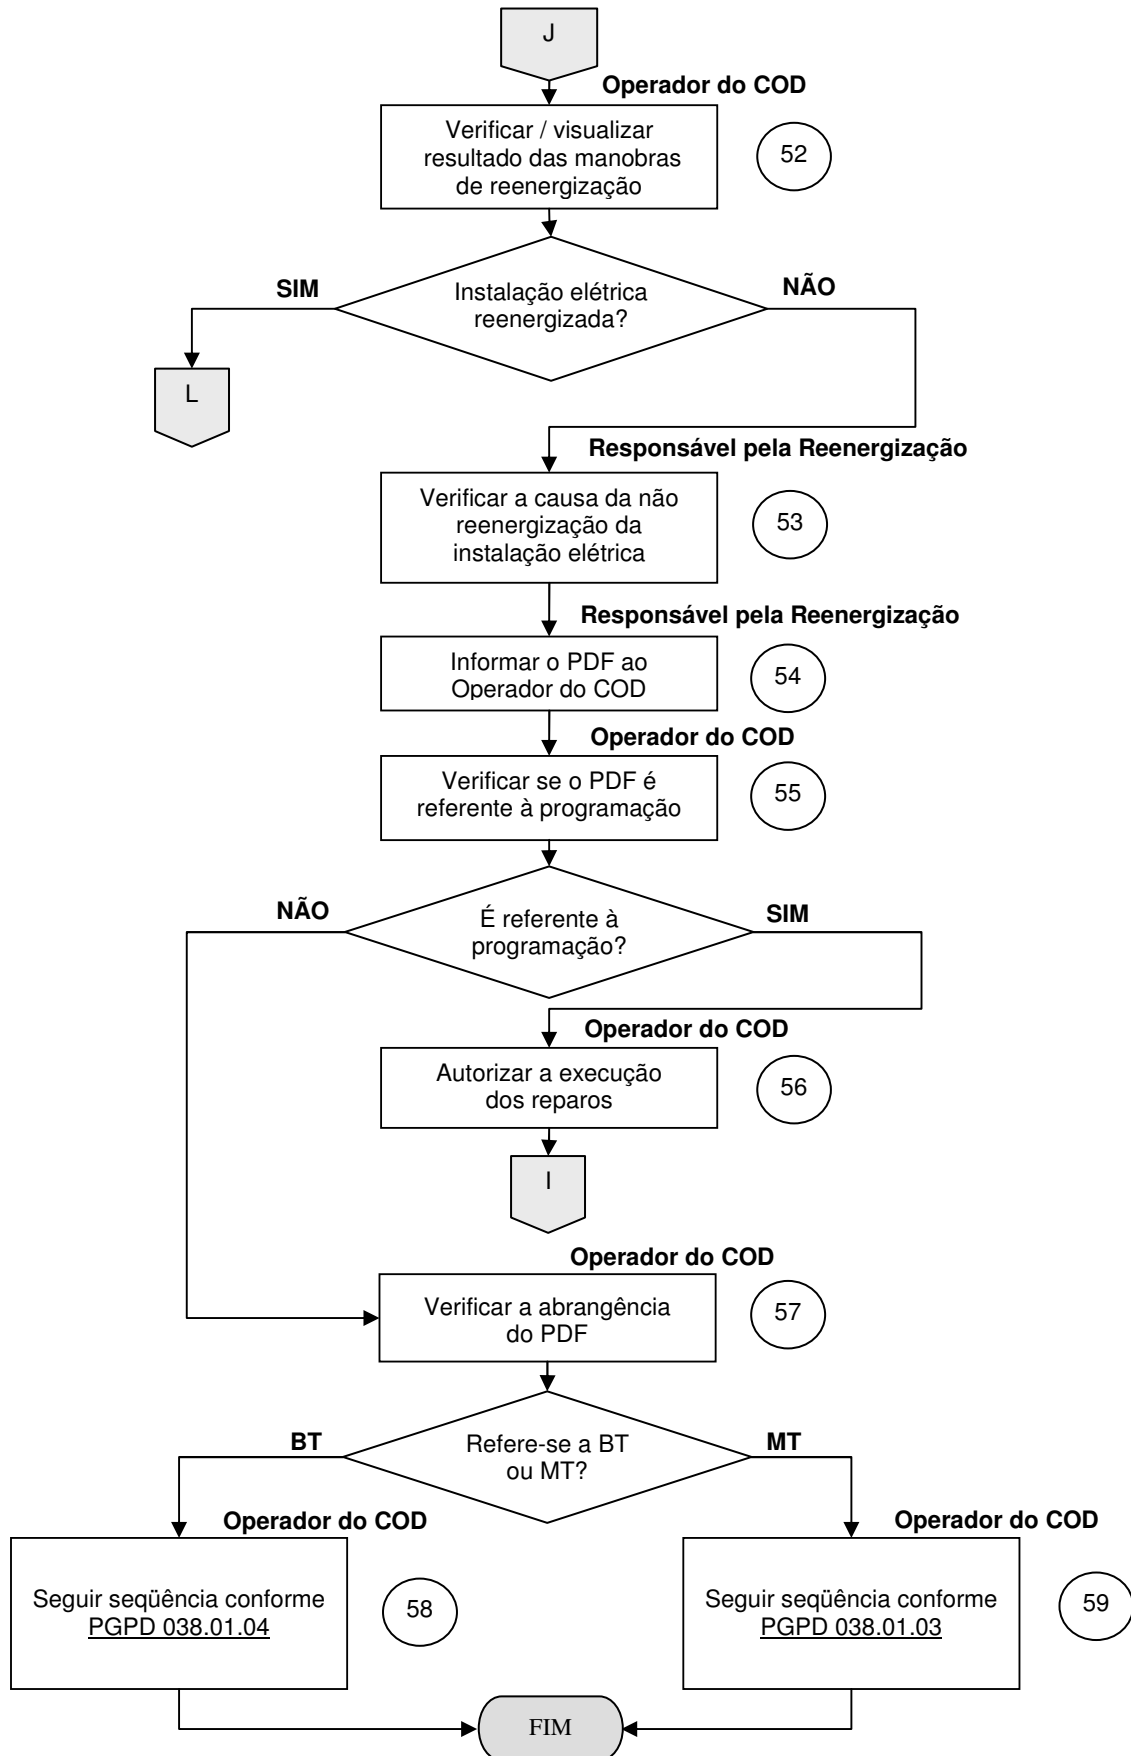 J
Operador do COD
Verificar / visualizar
resultado das manobras
de reenergização
52
SIM
Instalação elétrica
reenergizada?
NÃO
L
Responsável pela Reenergização
Verificar a causa da não
reenergização da
instalação elétrica
53
Responsável pela Reenergização
Informar o PDF ao
Operador do COD
54
Operador do COD
Verificar se o PDF é
referente à programação
55
NÃO
É referente à
programação?
SIM
Operador do COD
Autorizar a execução
dos reparos
56
I
Operador do COD
Verificar a abrangência
do PDF
57
BT
Refere-se a BT
ou MT?
MT
Operador do COD
Seguir seqüência conforme
PGPD 038.01.04
58
Operador do COD
Seguir seqüência conforme
PGPD 038.01.03
59
FIM